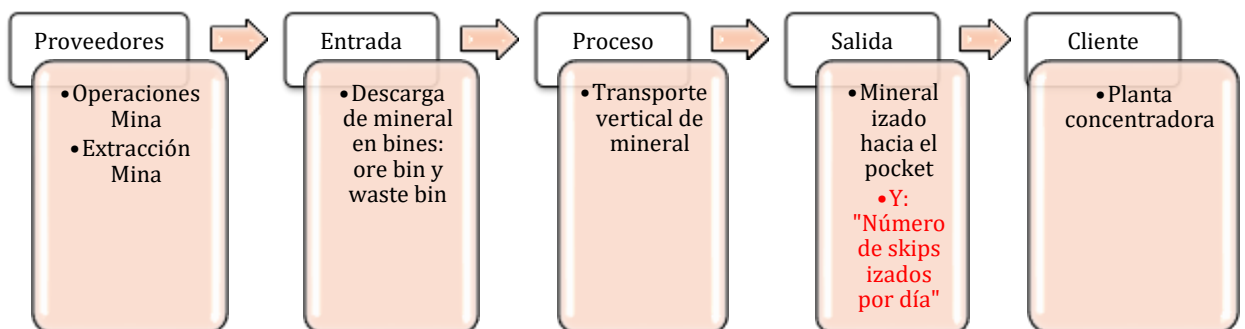 Proveedores
•Operaciones
Mina
•Extracción
Mina
Entrada
•Descarga
de mineral
en bines:
ore bin y
waste bin
Proceso
•Transporte
vertical de
mineral
Salida
•Mineral
izado
hacia el
pocket
•Y:
"Número
de skips
izados
por día"
Cliente
•Planta
concentradora